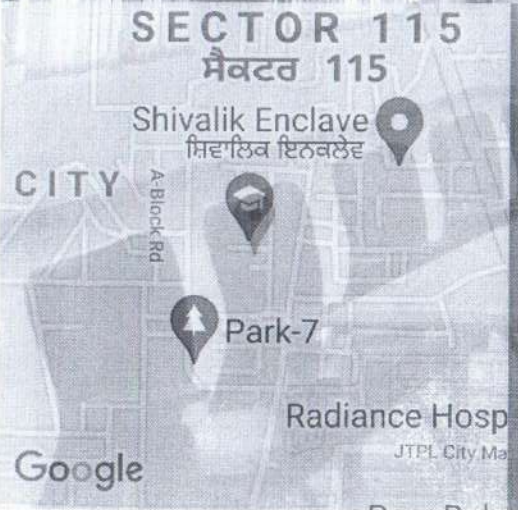 SECTOR 115
ਸੈਕਟਰ 115
Shivalik Enclave
ਸ਼ਿਵਾਲਿਕ ਇਨਕਲੇਵ
CITY
A-Block Rd
Park-7
Radiance Hosp
JTPL City Ma
Google